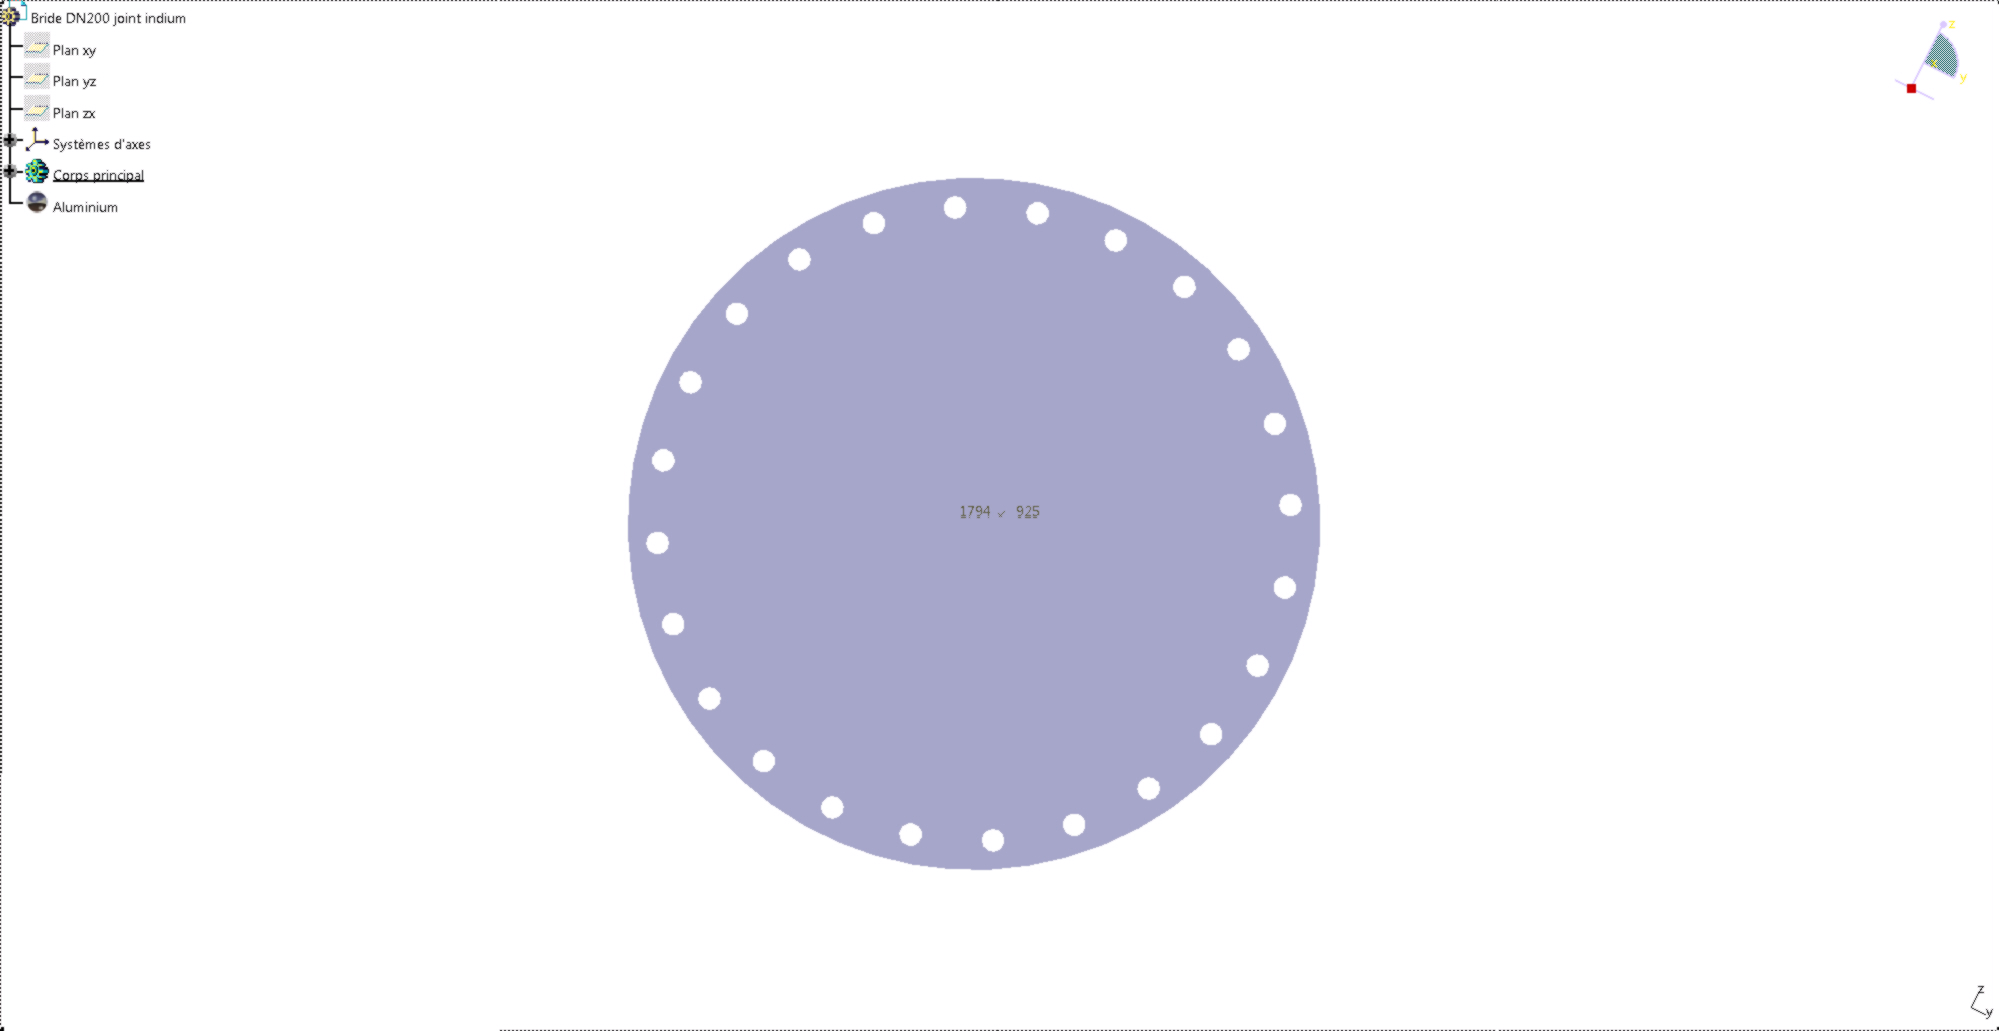 Bride DN200 joint indium
Plan xy
Plan yz
Plan zx
Systèmes d'axes
Corps principal
Aluminium
z
y
1794 x 925
z
y